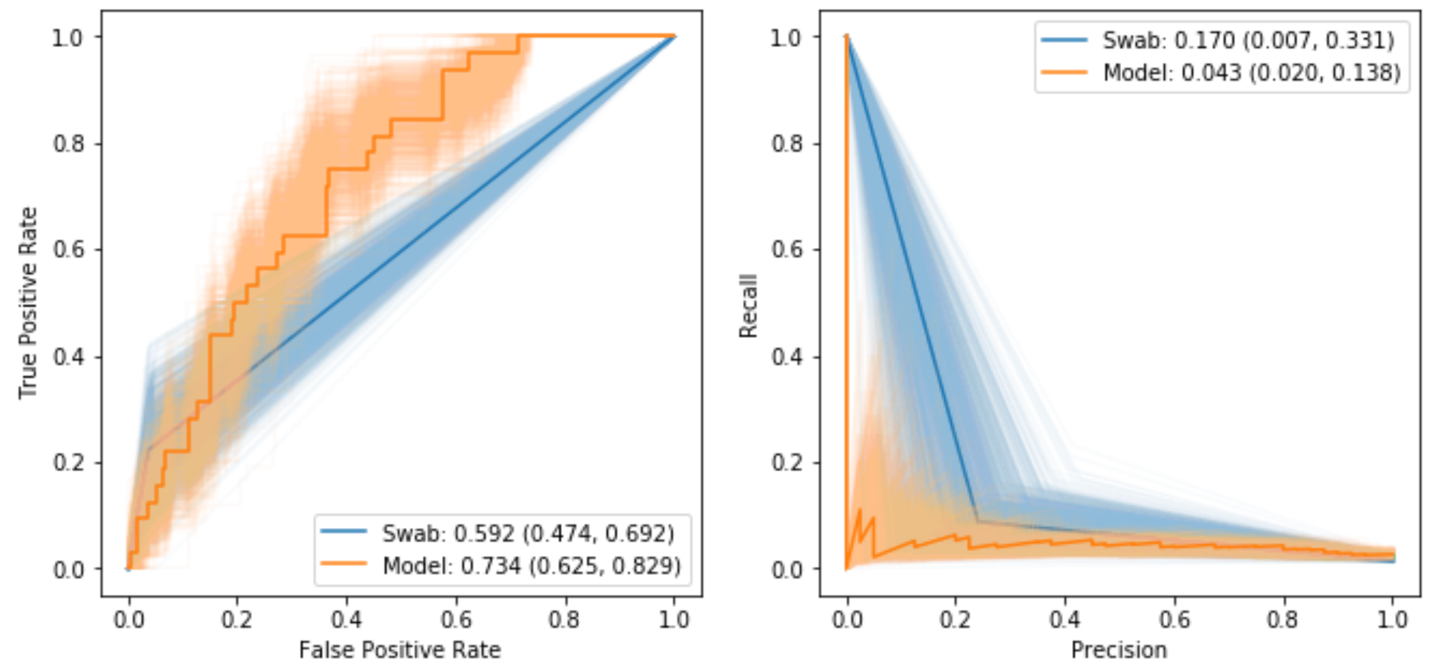 1.0
0.8
0.6
0.4
0.2
0.0
True Positive Rate
Swab: 0.592 (0.474, 0.692)
Model: 0.734 (0.625, 0.829)
0.0 0.2 0.4 0.6 0.8 1.0
False Positive Rate
1.0
0.8
0.6
0.4
0.2
0.0
Recall
Swab: 0.170 (0.007, 0.331)
Model: 0.043 (0.020, 0.138)
0.0 0.2 0.4 0.6 0.8 1.0
Precision